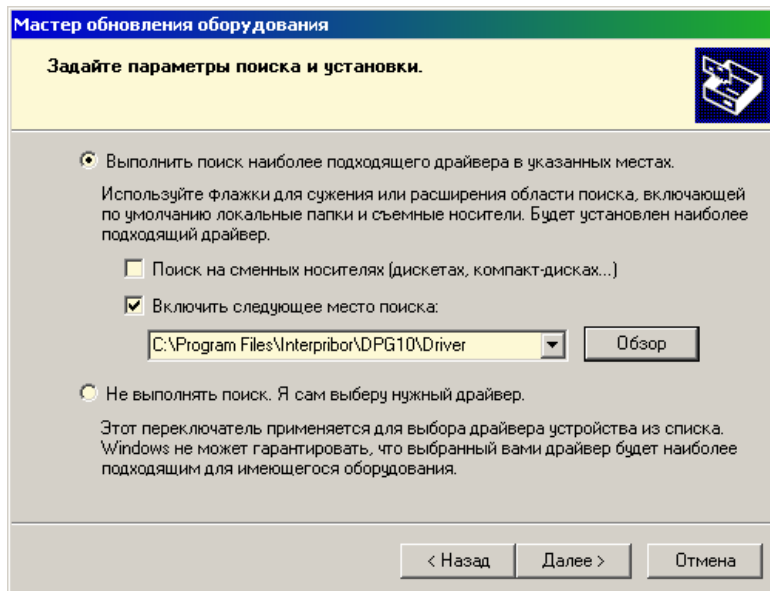 Мастер обновления оборудования
Задайте параметры поиска и установки.
Выполнить поиск наиболее подходящего драйвера в указанных местах.
Используйте флажки для сужения или расширения области поиска, включающей
по умолчанию локальные папки и съемные носители. Будет установлен наиболее
подходящий драйвер.
Поиск на сменных носителях (дискетах, компакт-дисках...)
Включить следующее место поиска:
C:\Program Files\Interpribor\DPG10\Driver
Обзор
Не выполнять поиск. Я сам выберу нужный драйвер.
Этот переключатель применяется для выбора драйвера устройства из списка.
Windows не может гарантировать, что выбранный вами драйвер будет наиболее
подходящим для имеющегося оборудования.
< Назад
Далее >
Отмена